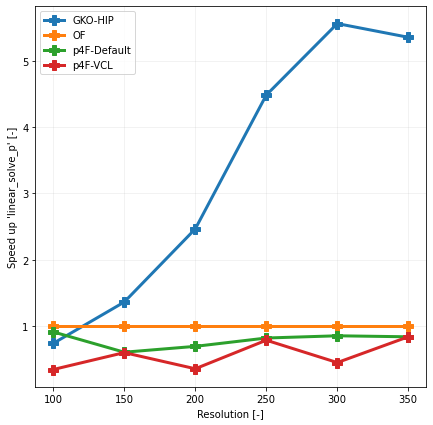 GKO-HIP
OF
p4F-Default
p4F-VCL
Speed up 'linear_solve_p' [-]
5
4
3
2
1
100 150 200 250 300 350
Resolution [-]